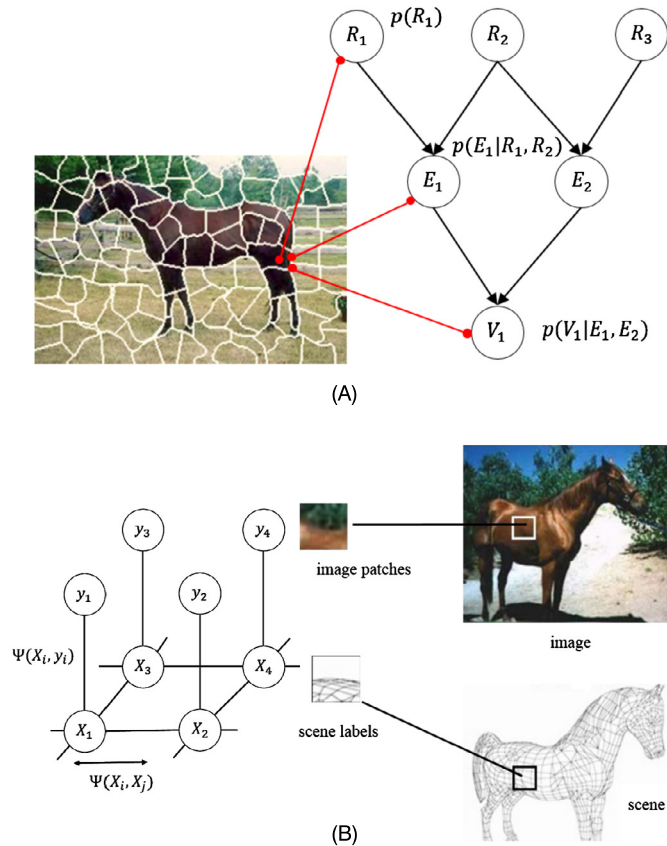 p(R₁)
R₁
R₂
R₃
p(E₁|R₁, R₂)
E₁
E₂
V₁
p(V₁|E₁, E₂)
(A)
y₃
y₄
image patches
y₁
y₂
image
Ψ(Xᵢ, yᵢ)
X₃
X₄
scene labels
X₁
X₂
Ψ(Xᵢ, Xⱼ)
scene
(B)